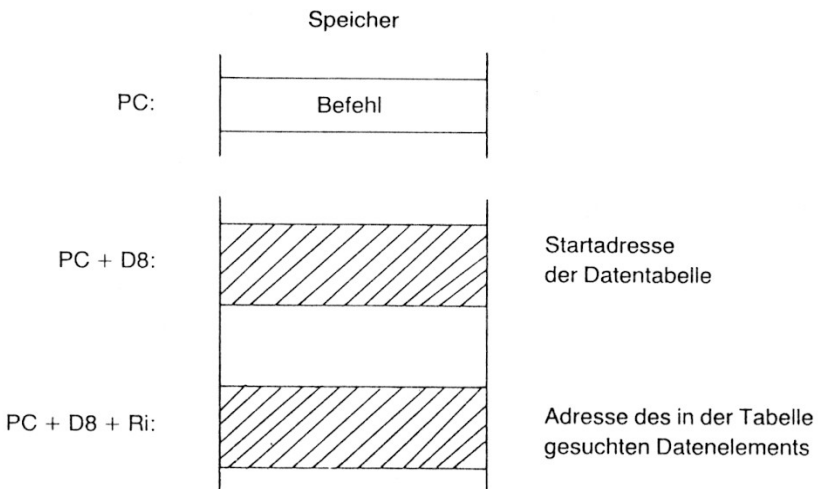 Speicher
PC:
Befehl
PC + D8:
Startadresse
der Datentabelle
PC + D8 + Ri:
Adresse des in der Tabelle
gesuchten Datenelements